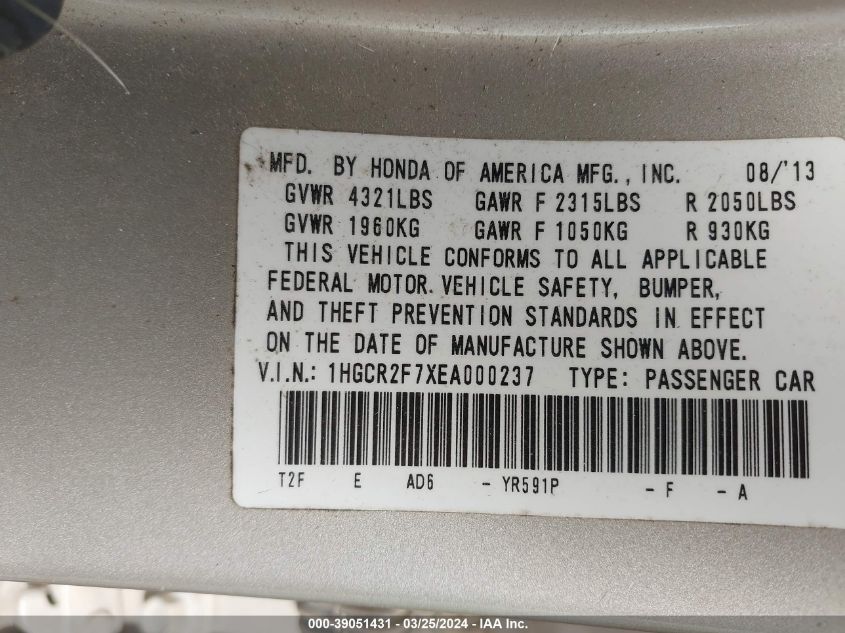 MFD. BY HONDA OF AMERICA MFG., INC. 08/'13
GVWR 4321LBS GAWR F 2315LBS R 2050LBS
GVWR 1960KG GAWR F 1050KG R 930KG
THIS VEHICLE CONFORMS TO ALL APPLICABLE
FEDERAL MOTOR VEHICLE SAFETY, BUMPER,
AND THEFT PREVENTION STANDARDS IN EFFECT
ON THE DATE OF MANUFACTURE SHOWN ABOVE.
V.I.N.: 1HGCR2F7XEA000237 TYPE: PASSENGER CAR
T2F E AD6 - YR591P - F - A
000-39051431 - 03/25/2024 - IAA Inc.